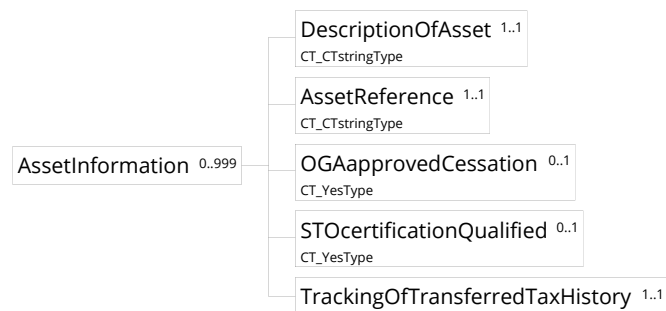 DescriptionOfAsset 1..1
CT_CTstringType
AssetReference 1..1
CT_CTstringType
AssetInformation 0..999
OGAapprovedCessation 0..1
CT_YesType
STOcertificationQualified 0..1
CT_YesType
TrackingOfTransferredTaxHistory 1..1